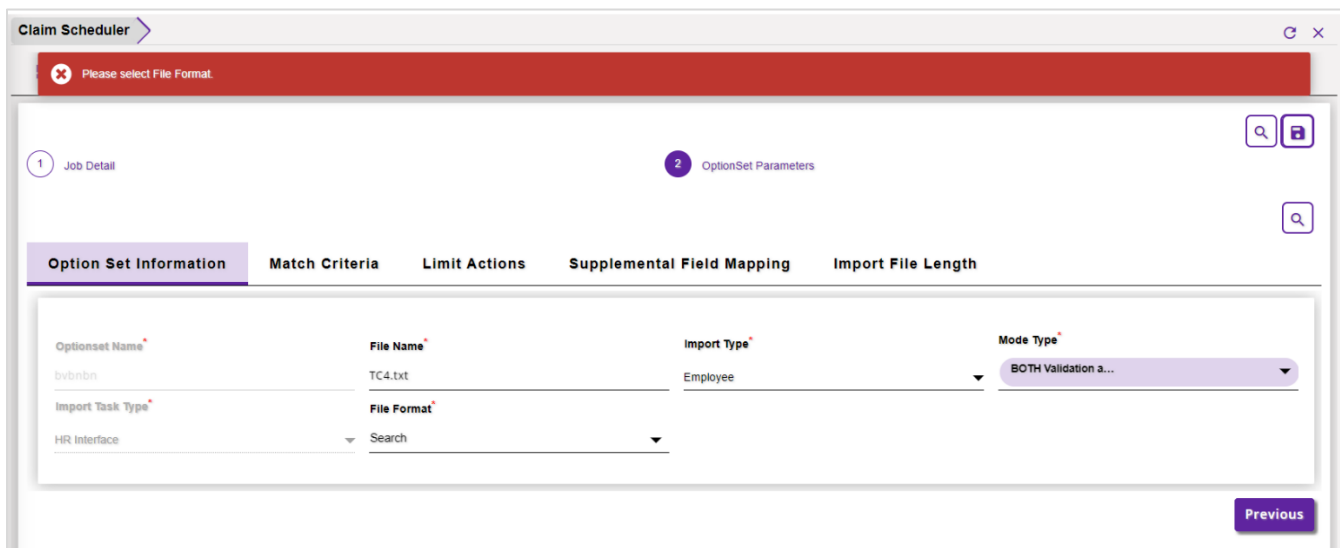 Claim Scheduler
Please select File Format.
1 Job Detail 2 OptionSet Parameters
Option Set Information Match Criteria Limit Actions Supplemental Field Mapping Import File Length
Optionset Name* File Name* Import Type* Mode Type*
bvbnbn TC4.txt Employee BOTH Validation a...
Import Task Type* File Format*
HR Interface Search
Previous